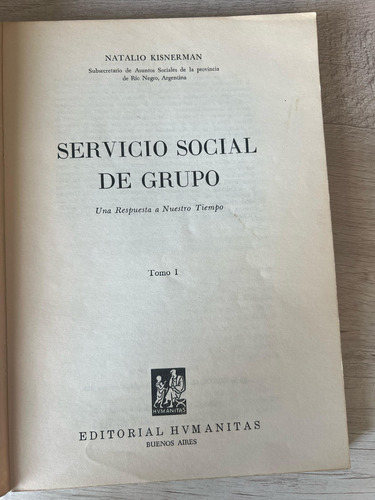 NATALIO KISNERMAN
Subsecretario de Asuntos Sociales de la provincia
de Río Negro, Argentina
SERVICIO SOCIAL
DE GRUPO
Una Respuesta a Nuestro Tiempo
Tomo I
HVMANITAS
EDITORIAL HVMANITAS
BUENOS AIRES